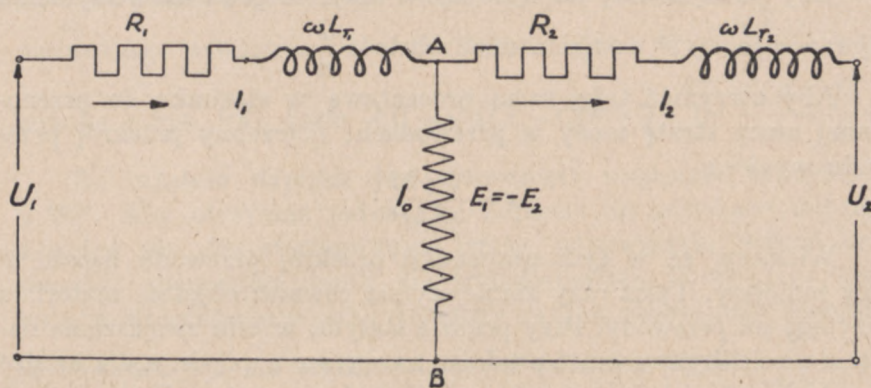 R₁ ωL_T₁ A R₂ ωL_T₂
I₁ I₂
U₁ I₀ E₁=-E₂ U₂
B